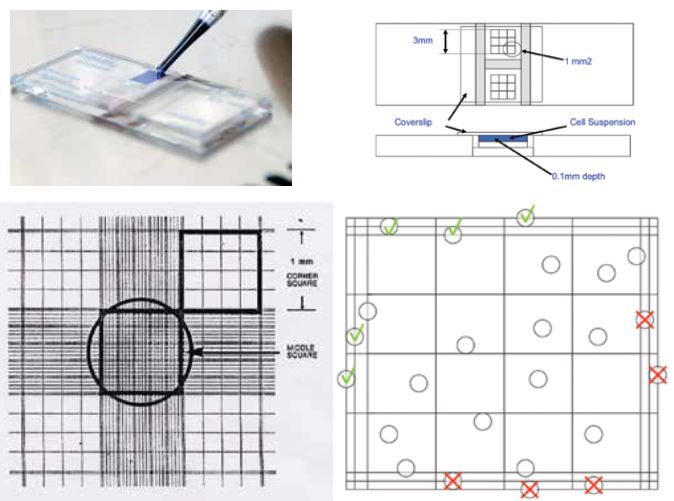 3mm
1 mm2
Coverslip
Cell Suspension
0.1mm depth
1 mm
CORNER
SQUARE
MIDDLE
SQUARE